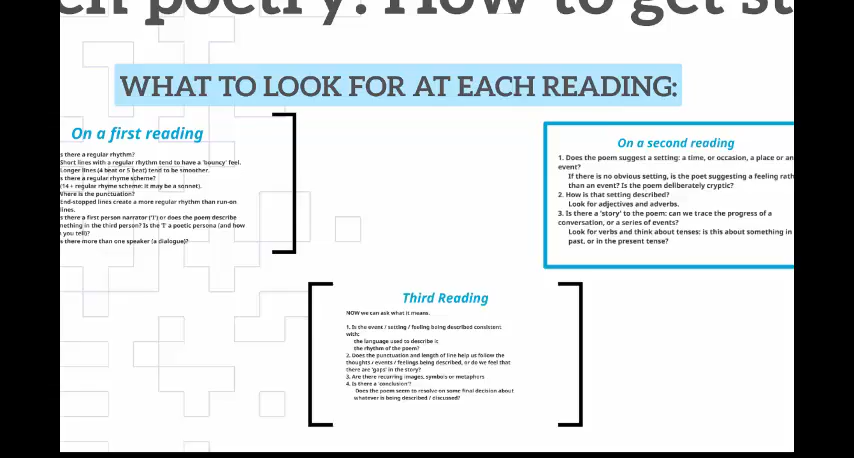 poetry: How to get st
WHAT TO LOOK FOR AT EACH READING:
On a first reading
s there a regular rhythm?
Short lines with a regular rhythm tend to have a 'bouncy' feel.
Longer lines (4 beat or 5 beat) tend to be smoother.
s there a regular rhyme scheme?
(14 + regular rhyme scheme: it may be a sonnet).
Where is the punctuation?
End-stopped lines create a more regular rhythm than run-on
lines.
s there a first person narrator ('I') or does the poem describe
mething in the third person? Is the 'I' a poetic persona (and how
you tell)?
s there more than one speaker (a dialogue)?
On a second reading
1. Does the poem suggest a setting: a time, or occasion, a place or an
event?
If there is no obvious setting, is the poet suggesting a feeling rath
than an event? Is the poem deliberately cryptic?
2. How is that setting described?
Look for adjectives and adverbs.
3. Is there a 'story' to the poem: can we trace the progress of a
conversation, or a series of events?
Look for verbs and think about tenses: is this about something in
past, or in the present tense?
Third Reading
NOW we can ask what it means.
1. Is the event / setting / feeling being described consistent
with:
the language used to describe it
the rhythm of the poem?
2. Does the punctuation and length of line help us follow the
thoughts / events / feelings being described, or do we feel that
there are 'gaps' in the story?
3. Are there recurring images, symbols or metaphors
4. Is there a 'conclusion'?
Does the poem seem to resolve on some final decision about
whatever is being described / discussed?